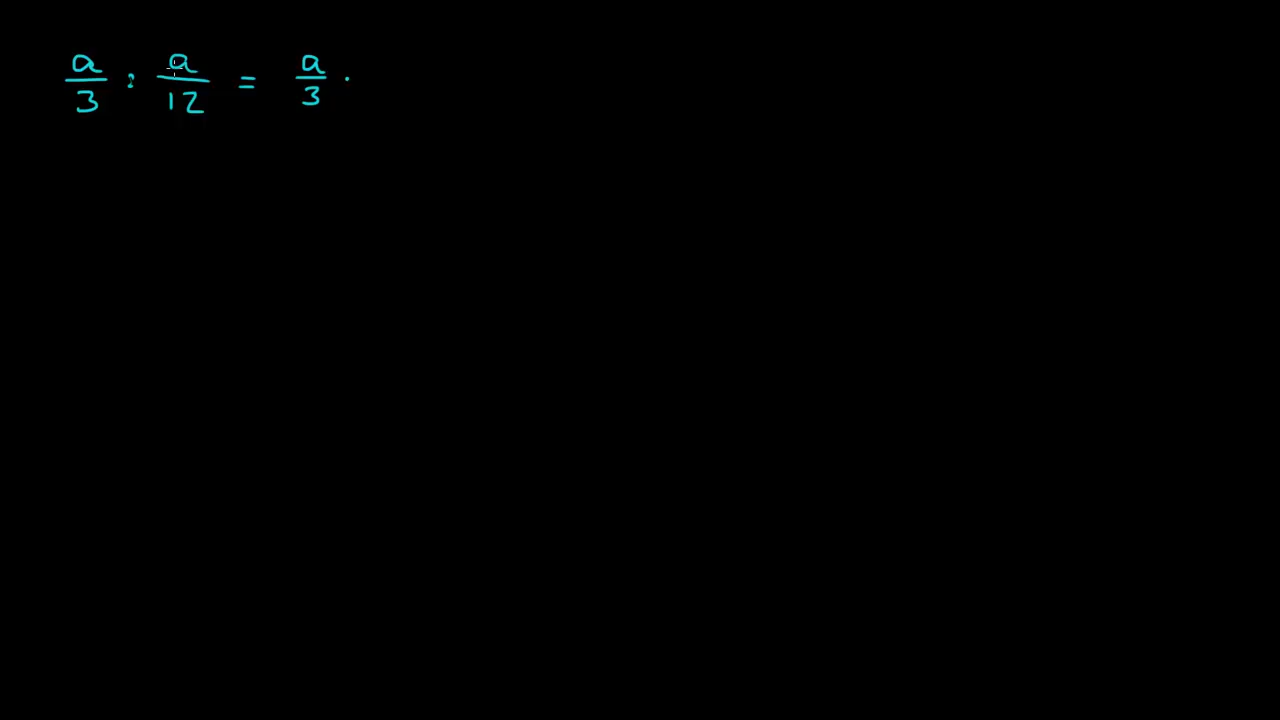 a/3 : a/12 = a/3 ·